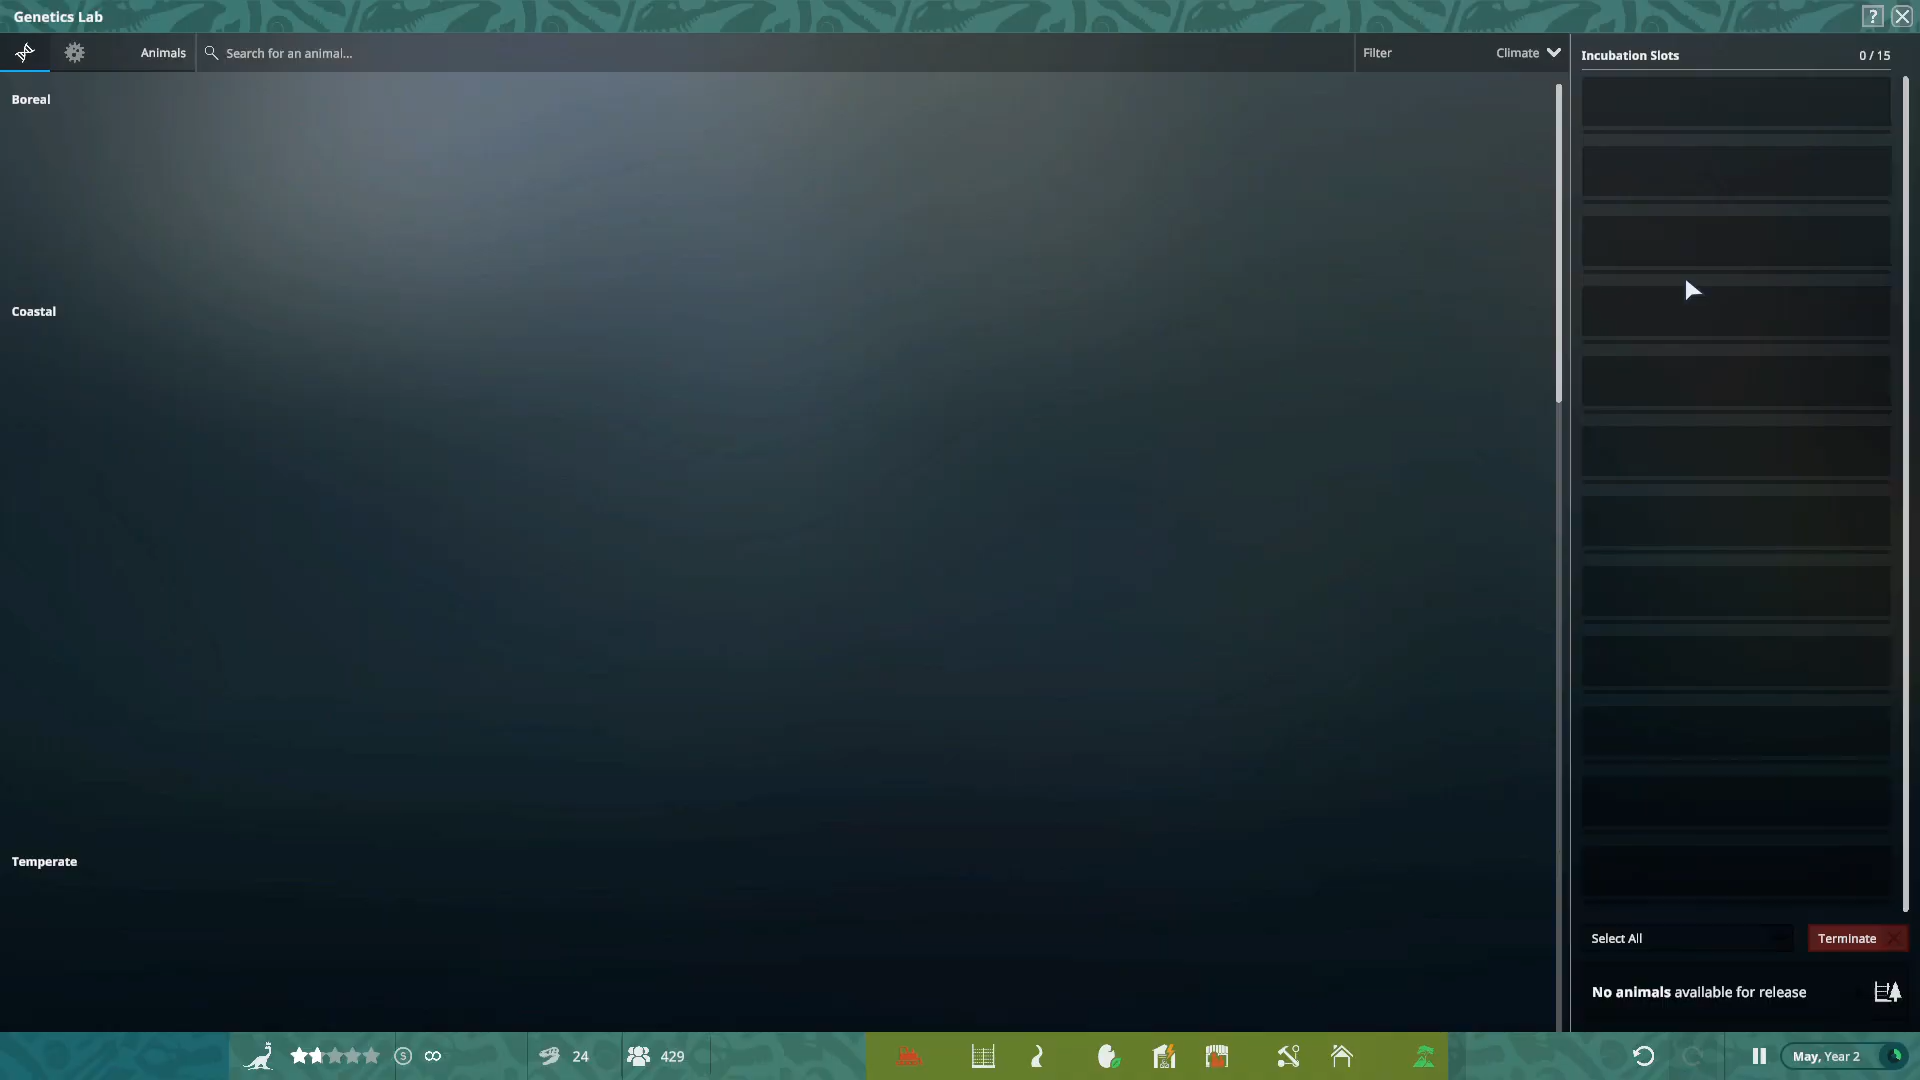 Genetics Lab
?
Animals
Search for an animal...
Filter
Climate
Incubation Slots
0 / 15
Boreal
Coastal
Temperate
Select All
Terminate
No animals available for release
∞
24
429
May, Year 2